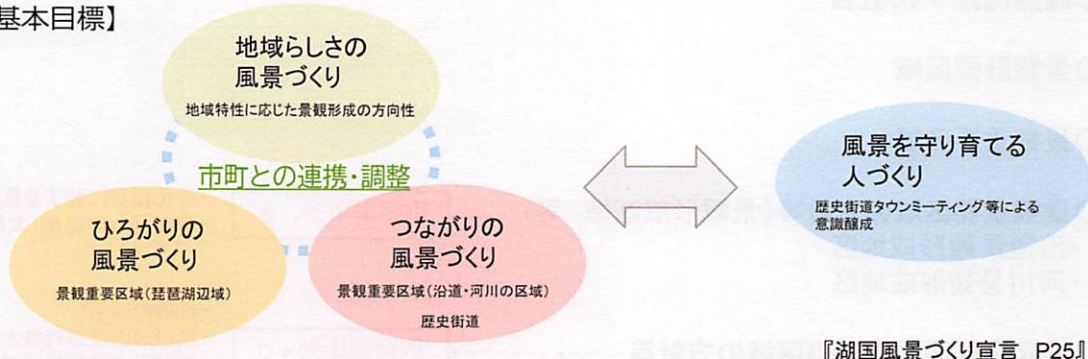 基本目標】
地域らしさの
風景づくり
地域特性に応じた景観形成の方向性
市町との連携・調整
ひろがりの
風景づくり
景観重要区域(琵琶湖辺域)
つながりの
風景づくり
景観重要区域(沿道・河川の区域)
歴史街道
風景を守り育てる
人づくり
歴史街道タウンミーティング等による
意識醸成
『湖国風景づくり宣言 P25』